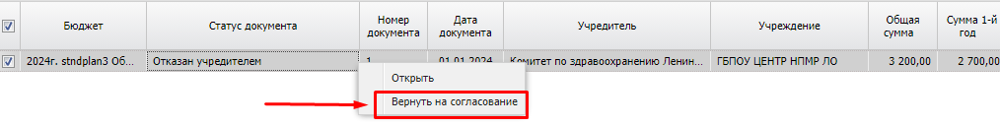 Бюджет Статус документа Номер документа Дата документа Учредитель Учреждение Общая сумма Сумма 1-й год
2024г. stndplan3 Об... Отказан учредителем 1 01.01.2024 Комитет по здравоохранению Ленин... ГБПОУ ЦЕНТР НПМР ЛО 3 200,00 2 700,00
Открыть
Вернуть на согласование